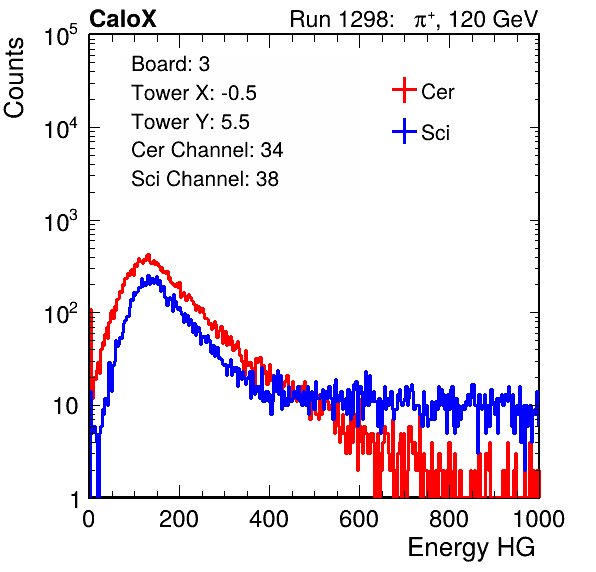 CaloX Run 1298: π⁺, 120 GeV
Counts
10⁵
10⁴
10³
10²
10
1
Board: 3
Tower X: -0.5
Tower Y: 5.5
Cer Channel: 34
Sci Channel: 38
Cer
Sci
0 200 400 600 800 1000
Energy HG